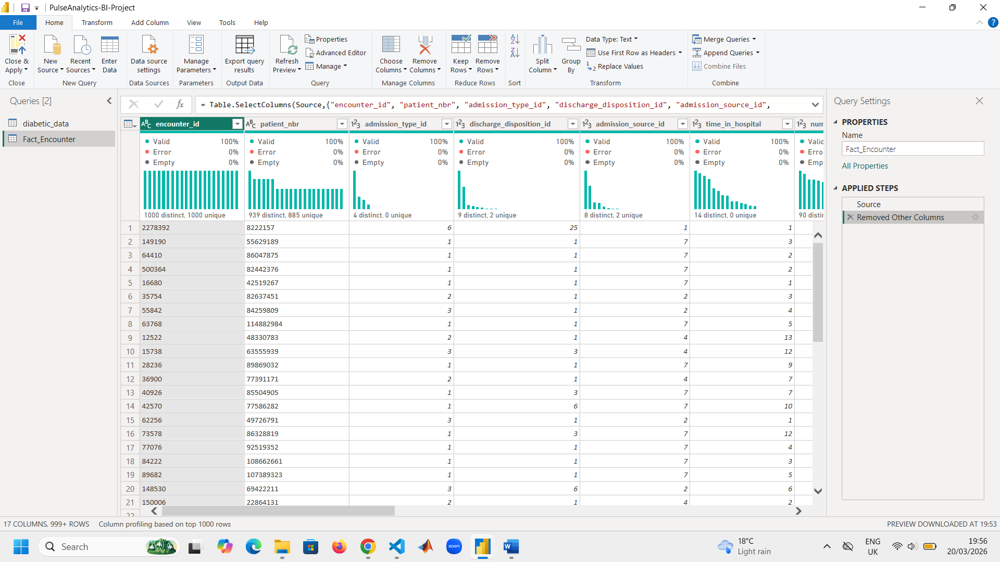 PulseAnalytics-BI-Project
File Home Transform Add Column View Tools Help
Close & Apply
New Source
Recent Sources
Enter Data
Data source settings
Manage Parameters
Export query results
Refresh Preview
Properties
Advanced Editor
Manage
Choose Columns
Remove Columns
Keep Rows
Remove Rows
Split Column
Group By
Data Type: Text
Use First Row as Headers
Replace Values
Merge Queries
Append Queries
Combine Files
Close New Query Data Sources Parameters Output Data Query Manage Columns Reduce Rows Sort Transform Combine
Queries [2]
diabetic_data
Fact_Encounter
fx
= Table.SelectColumns(Source,{"encounter_id", "patient_nbr", "admission_type_id", "discharge_disposition_id", "admission_source_id",
ABC encounter_id ABC patient_nbr 123 admission_type_id 123 discharge_disposition_id 123 admission_source_id 123 time_in_hospital 123 num
Valid 100% Valid 100% Valid 100% Valid 100% Valid 100% Valid 100% Valid
Error 0% Error 0% Error 0% Error 0% Error 0% Error 0% Erro
Empty 0% Empty 0% Empty 0% Empty 0% Empty 0% Empty 0% Empt
1000 distinct, 1000 unique 939 distinct, 885 unique 4 distinct, 0 unique 9 distinct, 2 unique 8 distinct, 2 unique 14 distinct, 0 unique 90 distin
1 2278392 8222157 6 25 1 1
2 149190 55629189 1 1 7 3
3 64410 86047875 1 1 7 2
4 500364 82442376 1 1 7 2
5 16680 42519267 1 1 7 1
6 35754 82637451 2 1 2 3
7 55842 84259809 3 1 2 4
8 63768 114882984 1 1 7 5
9 12522 48330783 2 1 4 13
10 15738 63555939 3 3 4 12
11 28236 89869032 1 1 7 9
12 36900 77391171 2 1 4 7
13 40926 85504905 1 3 7 7
14 42570 77586282 1 6 7 10
15 62256 49726791 3 1 2 1
16 73578 86328819 1 3 7 12
17 77076 92519352 1 1 7 4
18 84222 108662661 1 1 7 3
19 89682 107389323 1 1 7 5
20 148530 69422211 3 6 2 6
21 150006 22864131 2 1 4 2
22
Query Settings
PROPERTIES
Name
Fact_Encounter
All Properties
APPLIED STEPS
Source
Removed Other Columns
17 COLUMNS, 999+ ROWS Column profiling based on top 1000 rows PREVIEW DOWNLOADED AT 19:53
Search
zoom
W
18°C
Light rain
ENG
UK
19:56
20/03/2026